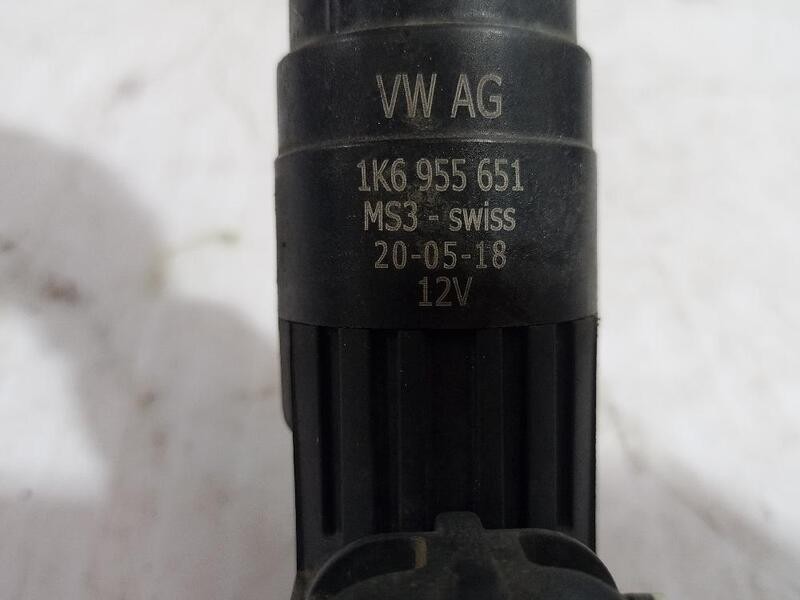 VW AG
1K6 955 651
MS3 - swiss
20-05-18
12V